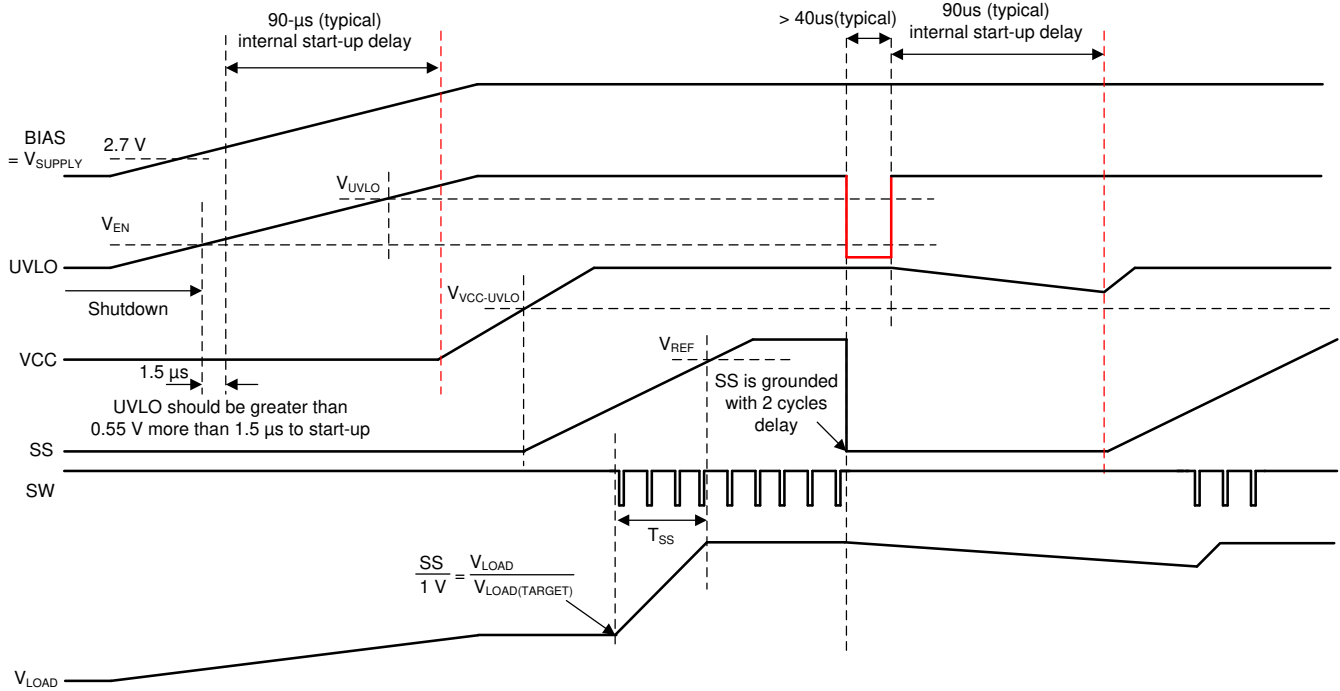 90-µs (typical)
internal start-up delay
> 40us(typical)
90us (typical)
internal start-up delay
BIAS
= VSUPPLY
2.7 V
VUVLO
VEN
UVLO
Shutdown
VVCC-UVLO
VCC
VREF
1.5 µs
SS is grounded
with 2 cycles
delay
UVLO should be greater than
0.55 V more than 1.5 µs to start-up
SS
SW
TSS
SS
1 V
=
VLOAD
VLOAD(TARGET)
VLOAD